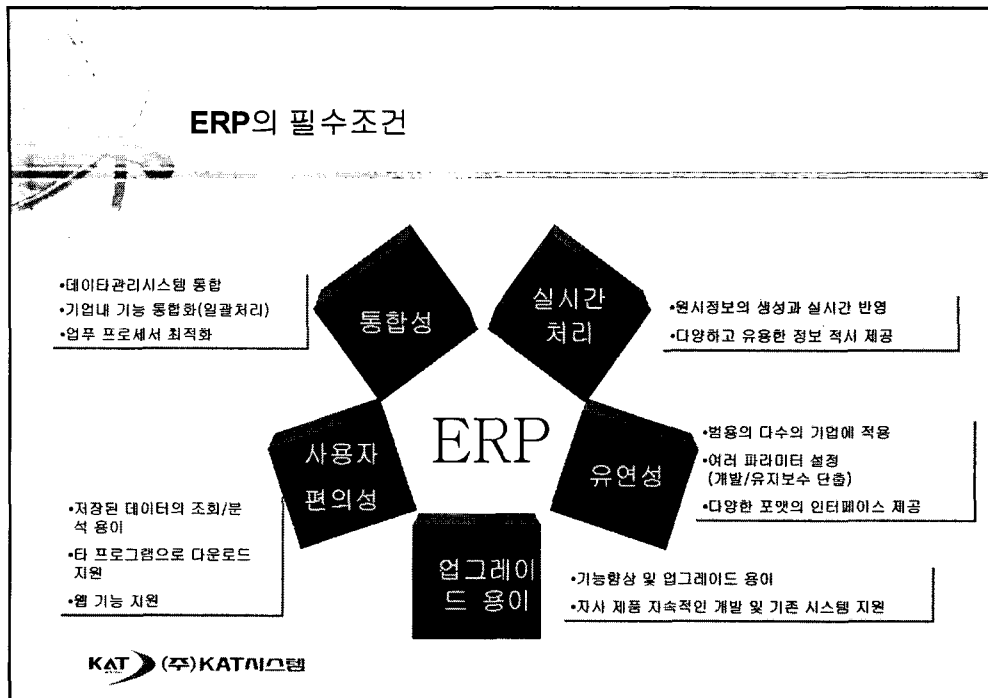 ERP의 필수조건
•데이타관리시스템 통합
•기업내 기능 통합화(일괄처리)
•업푸 프로세서 최적화
통합성
실시간
처리
•원시정보의 생성과 실시간 반영
•다양하고 유용한 정보 적시 제공
ERP
사용자
편의성
•저장된 데이터의 조회/분
석 용이
•타 프로그램으로 다운로드
지원
•웹 기능 지원
유연성
•범용의 다수의 기업에 적용
•여러 파라미터 설정
(개발/유지보수 단축)
•다양한 포맷의 인터페이스 제공
업그레이
드 용이
•기능향상 및 업그레이드 용이
•자사 제품 지속적인 개발 및 기존 시스템 지원
KAT (주)KAT시스템